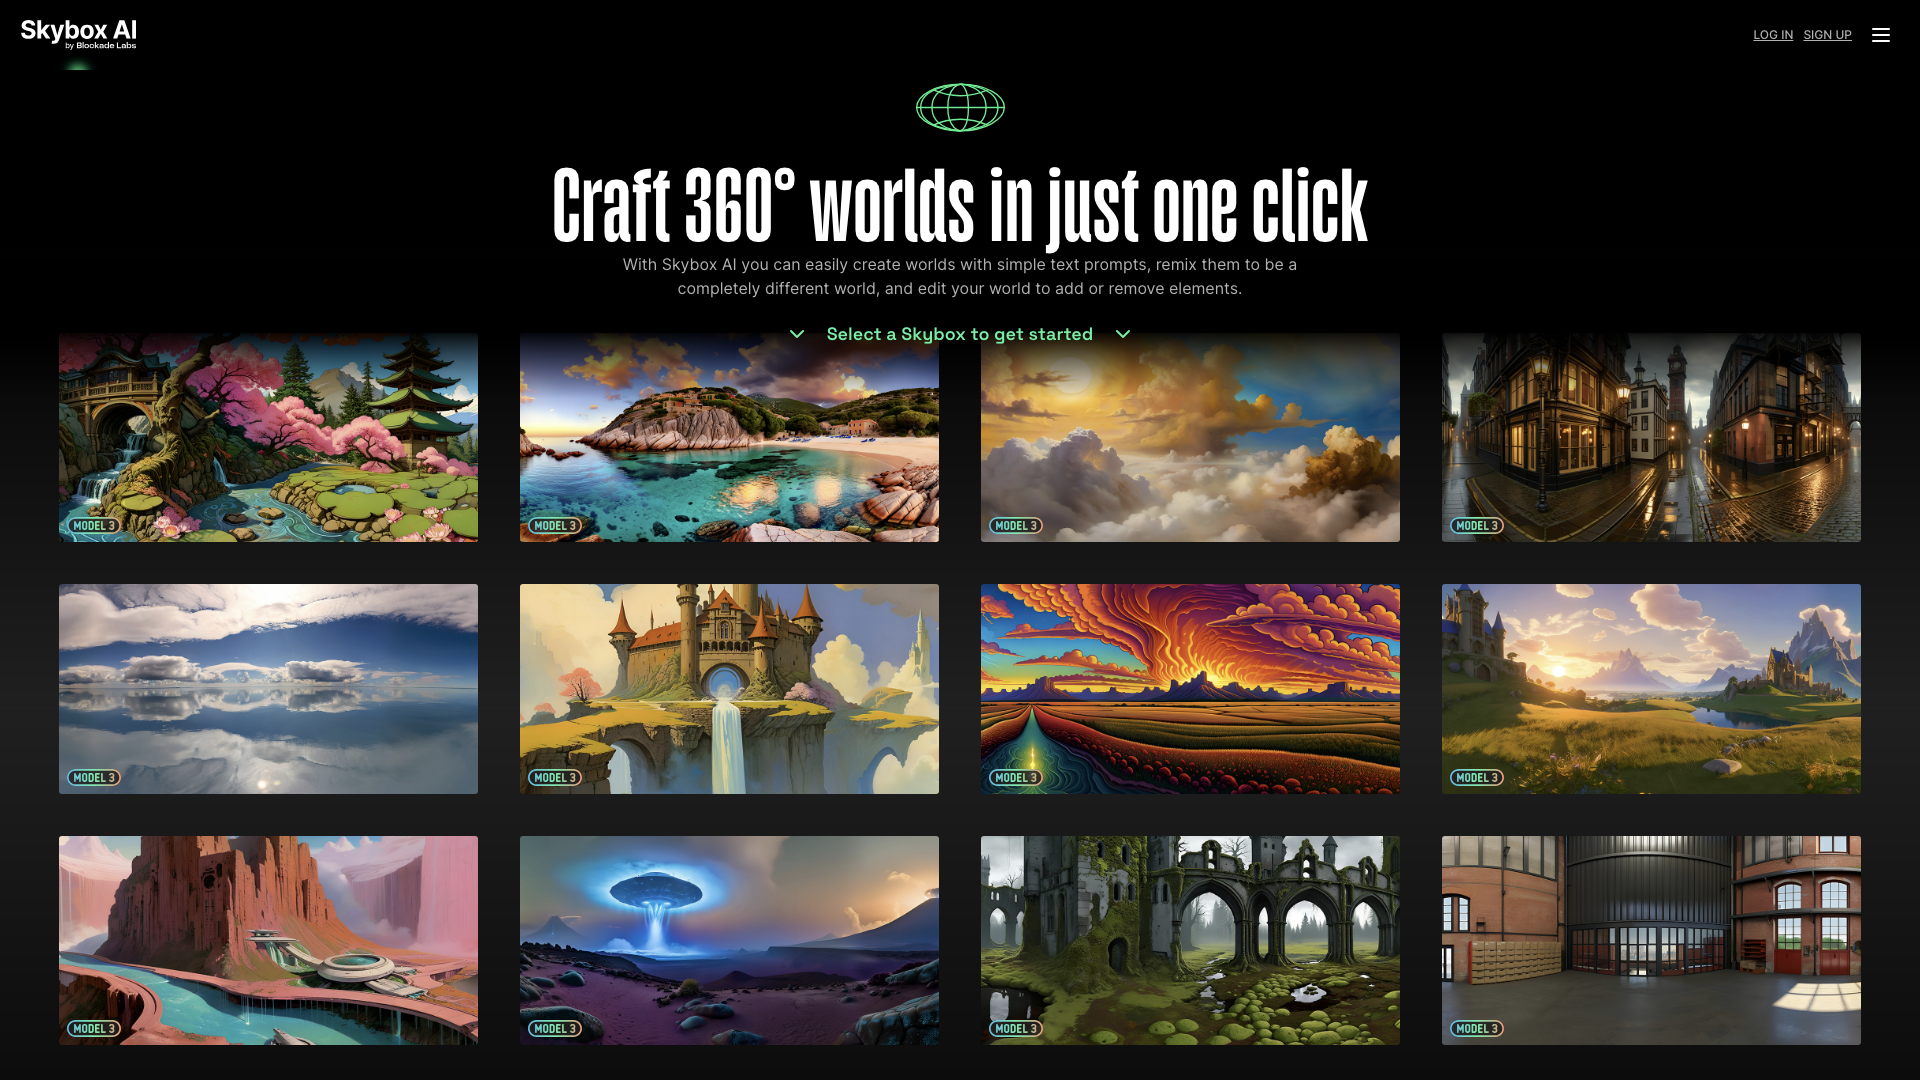 Skybox AI
by Blockade Labs
LOG IN
SIGN UP
Craft 360° worlds in just one click
With Skybox AI you can easily create worlds with simple text prompts, remix them to be a
completely different world, and edit your world to add or remove elements.
Select a Skybox to get started
MODEL 3
MODEL 3
MODEL 3
MODEL 3
MODEL 3
MODEL 3
MODEL 3
MODEL 3
MODEL 3
MODEL 3
MODEL 3
MODEL 3